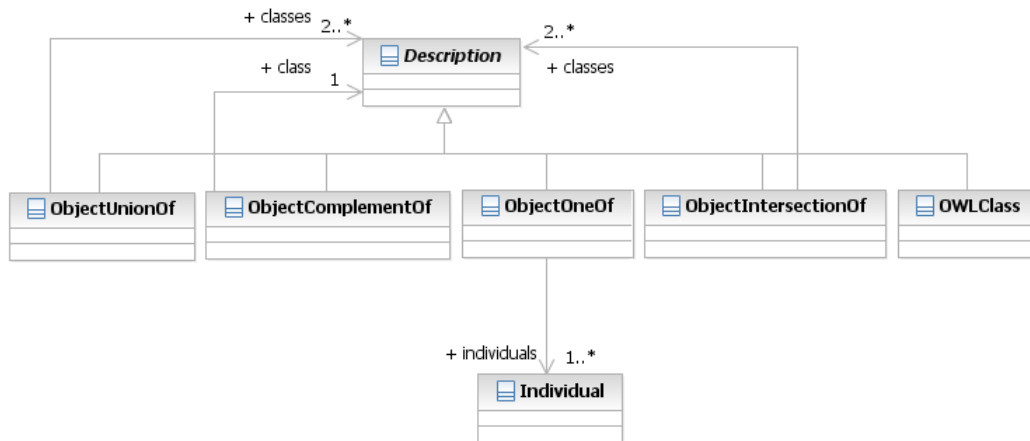 + classes
2..*
Description
2..*
+ class
1
+ classes
ObjectUnionOf
ObjectComplementOf
ObjectOneOf
ObjectIntersectionOf
OWLClass
+ individuals
1..*
Individual